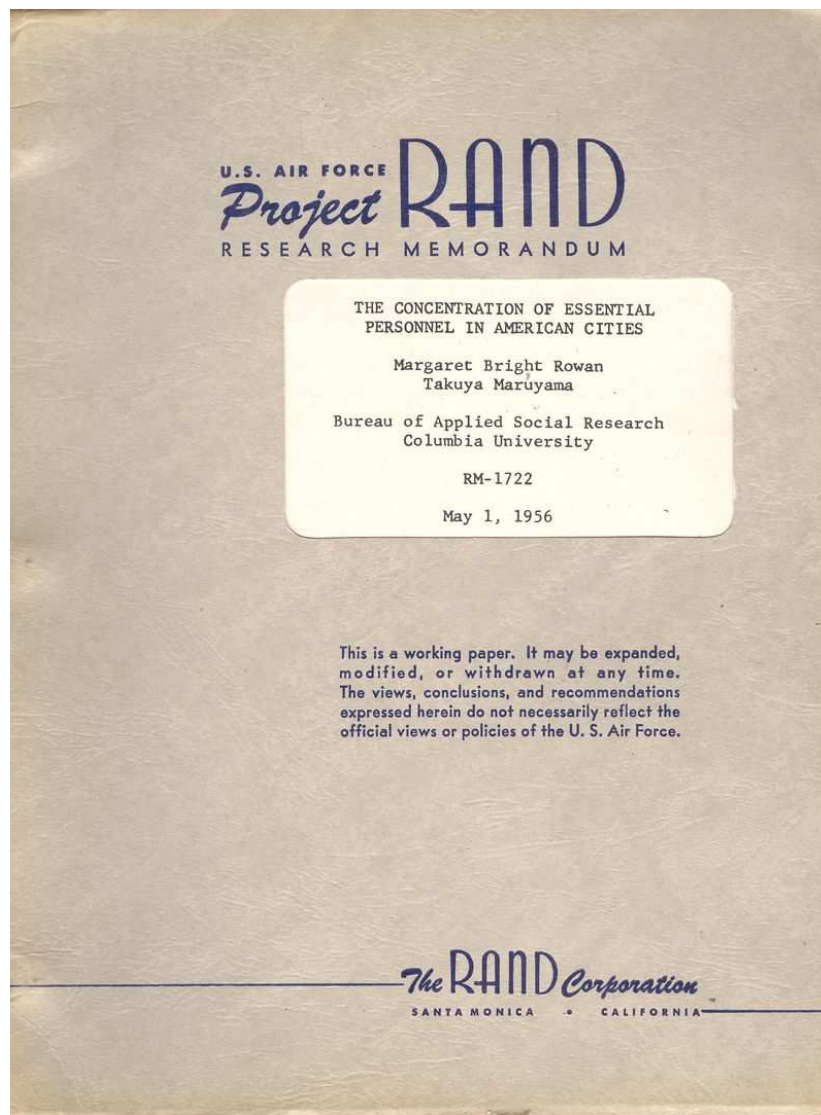 U.S. AIR FORCE
Project RAND
RESEARCH MEMORANDUM
THE CONCENTRATION OF ESSENTIAL
PERSONNEL IN AMERICAN CITIES
Margaret Bright Rowan
Takuya Maruyama
Bureau of Applied Social Research
Columbia University
RM-1722
May 1, 1956
This is a working paper. It may be expanded,
modified, or withdrawn at any time.
The views, conclusions, and recommendations
expressed herein do not necessarily reflect the
official views or policies of the U. S. Air Force.
The RAND Corporation
SANTA MONICA • CALIFORNIA